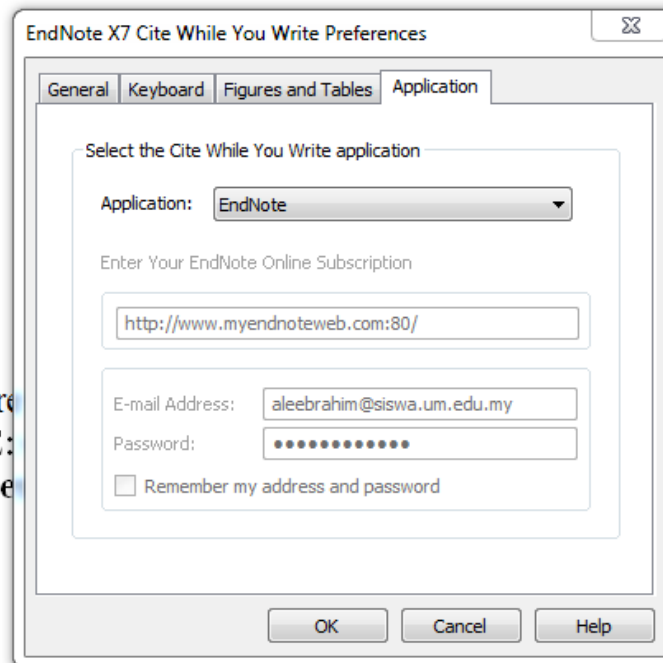 EndNote X7 Cite While You Write Preferences
General Keyboard Figures and Tables Application
Select the Cite While You Write application
Application: EndNote
Enter Your EndNote Online Subscription
http://www.myendnoteweb.com:80/
E-mail Address: aleebrahim@siswa.um.edu.my
Password: ••••••••••••
Remember my address and password
OK Cancel Help